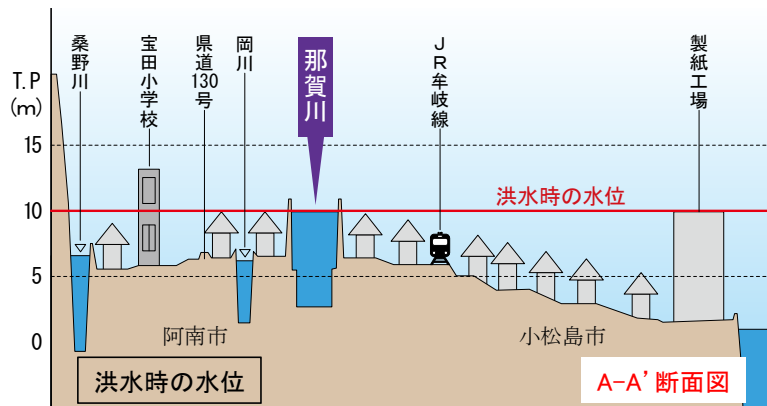 T.P
(m)
15
10
5
0
桑野川
宝田小学校
県道130号
岡川
那賀川
JR牟岐線
製紙工場
洪水時の水位
阿南市
小松島市
洪水時の水位
A-A’断面図